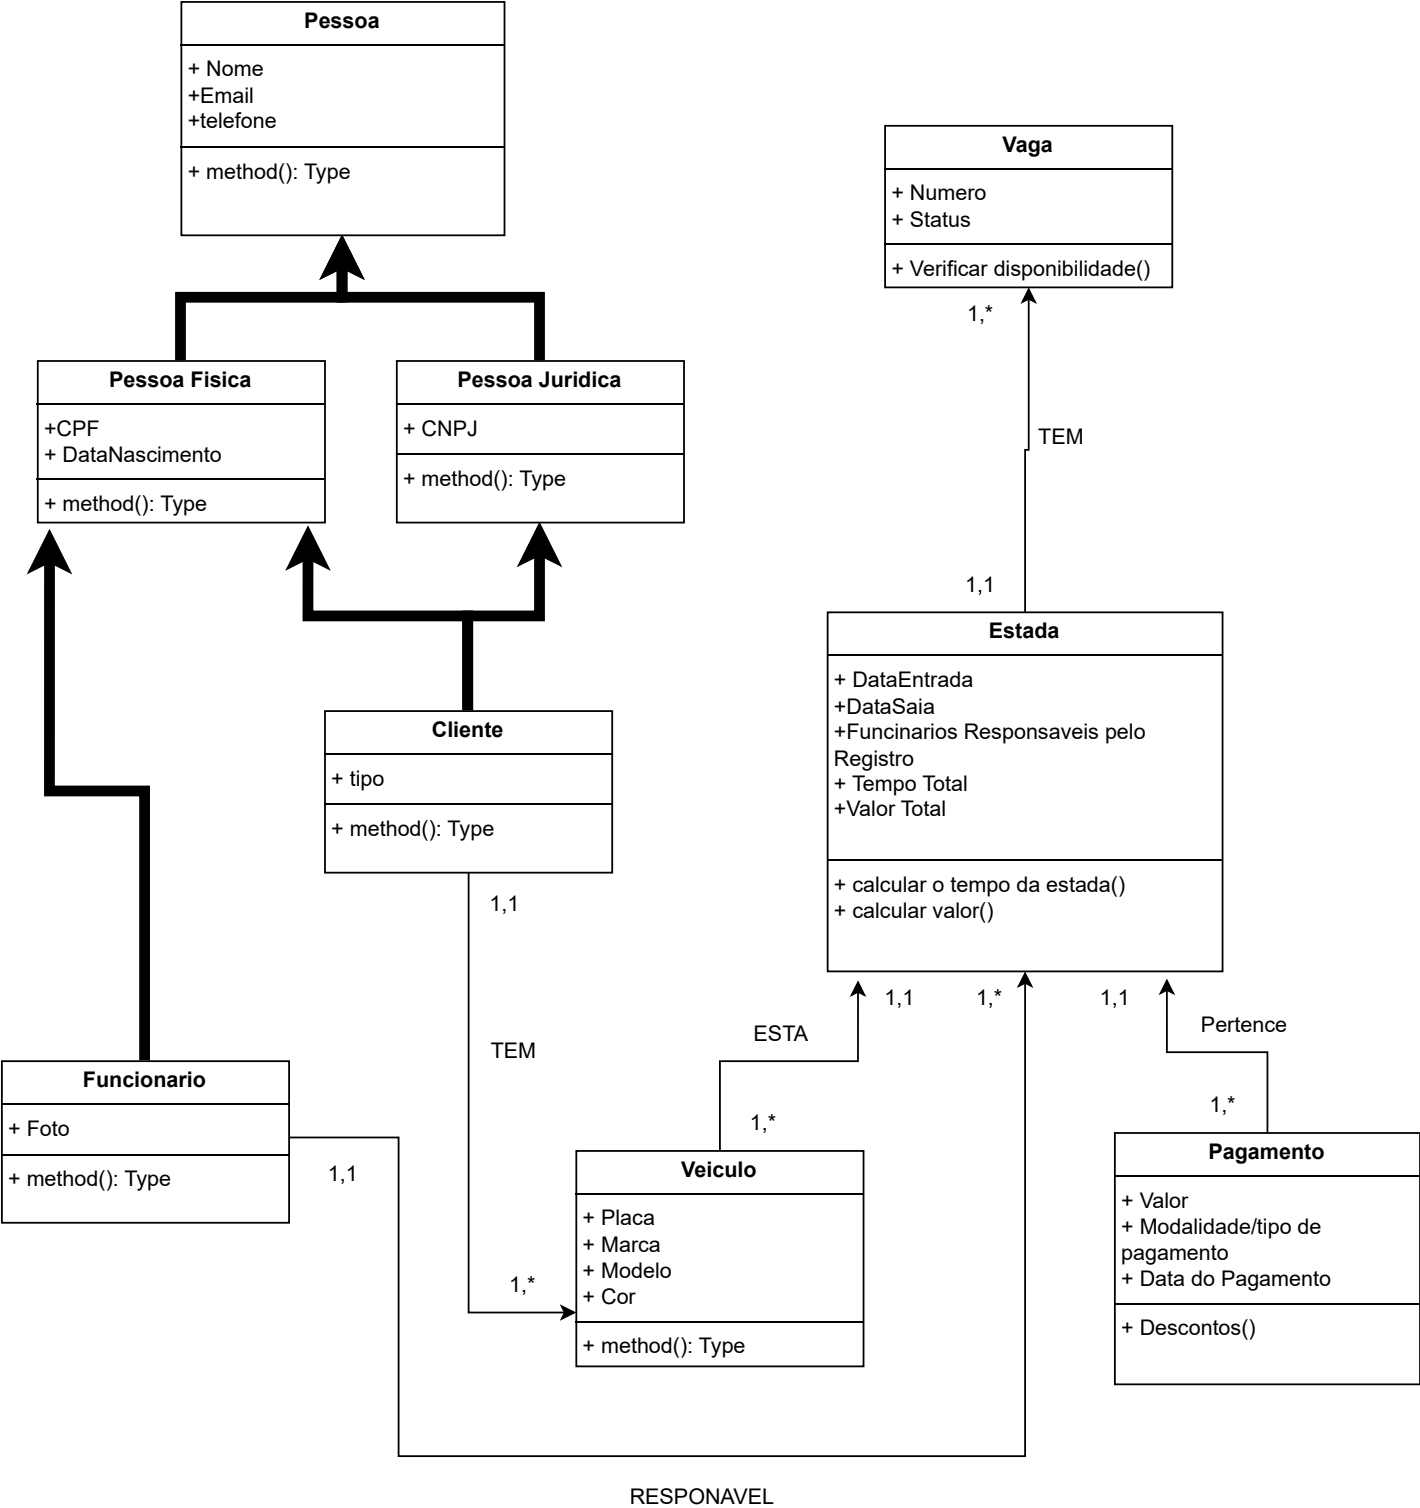 Pessoa
+ Nome
+Email
+telefone
+ method(): Type
Vaga
+ Numero
+ Status
+ Verificar disponibilidade()
1,*
TEM
1,1
Pessoa Fisica
+CPF
+ DataNascimento
+ method(): Type
Pessoa Juridica
+ CNPJ
+ method(): Type
Estada
+ DataEntrada
+DataSaia
+Funcinarios Responsaveis pelo
Registro
+ Tempo Total
+Valor Total
+ calcular o tempo da estada()
+ calcular valor()
Cliente
+ tipo
+ method(): Type
1,1
TEM
1,*
1,1
1,*
1,1
ESTA
Pertence
1,*
1,*
Funcionario
+ Foto
+ method(): Type
1,1
Veiculo
+ Placa
+ Marca
+ Modelo
+ Cor
+ method(): Type
Pagamento
+ Valor
+ Modalidade/tipo de
pagamento
+ Data do Pagamento
+ Descontos()
RESPONAVEL